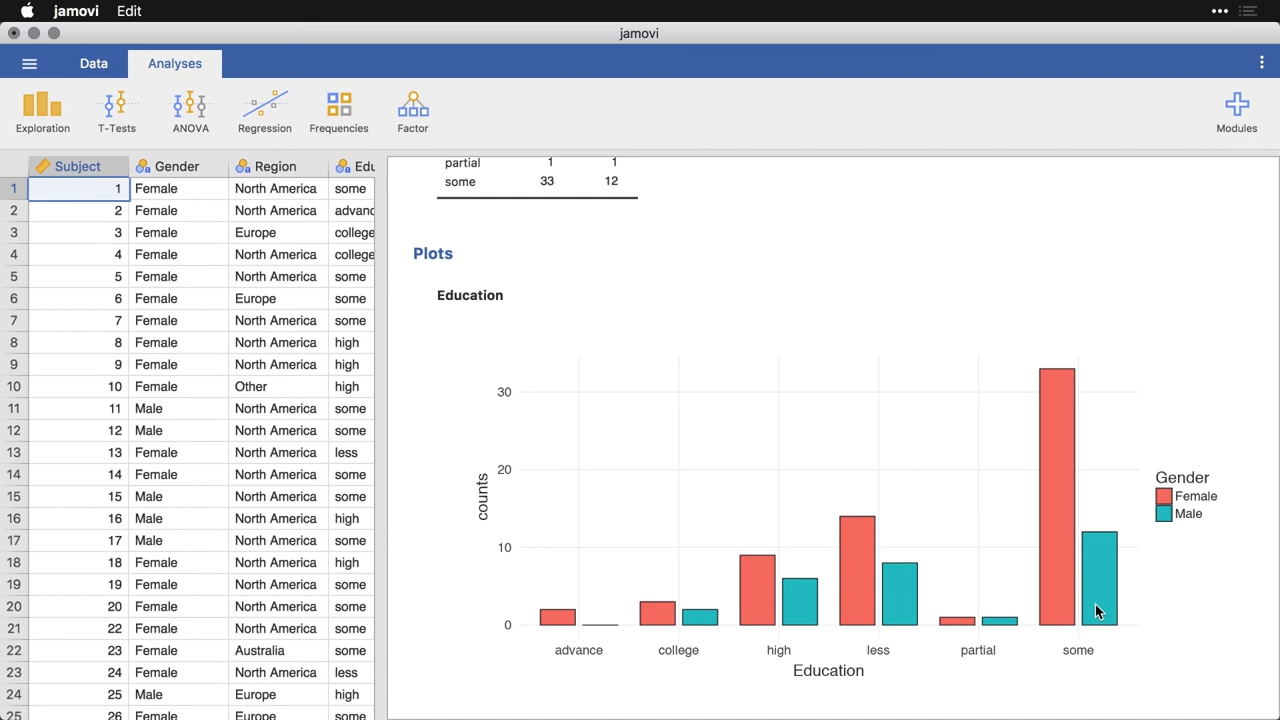 jamovi Edit
jamovi
Data Analyses
Exploration T-Tests ANOVA Regression Frequencies Factor Modules
Subject Gender Region Edu
1 1 Female North America some
2 2 Female North America advanc
3 3 Female Europe college
4 4 Female North America college
5 5 Female North America some
6 6 Female Europe some
7 7 Female North America some
8 8 Female North America high
9 9 Female North America high
10 10 Female Other high
11 11 Male North America some
12 12 Male North America some
13 13 Female North America less
14 14 Female North America some
15 15 Male North America some
16 16 Male North America high
17 17 Male North America some
18 18 Female North America high
19 19 Female North America some
20 20 Female North America some
21 22 Female North America some
22 23 Female Australia some
23 24 Female North America less
24 25 Male Europe high
25 26 Female Europe some
partial 1 1
some 33 12
Plots
Education
counts
30
20
10
0
advance college high less partial some
Education
Gender
Female
Male